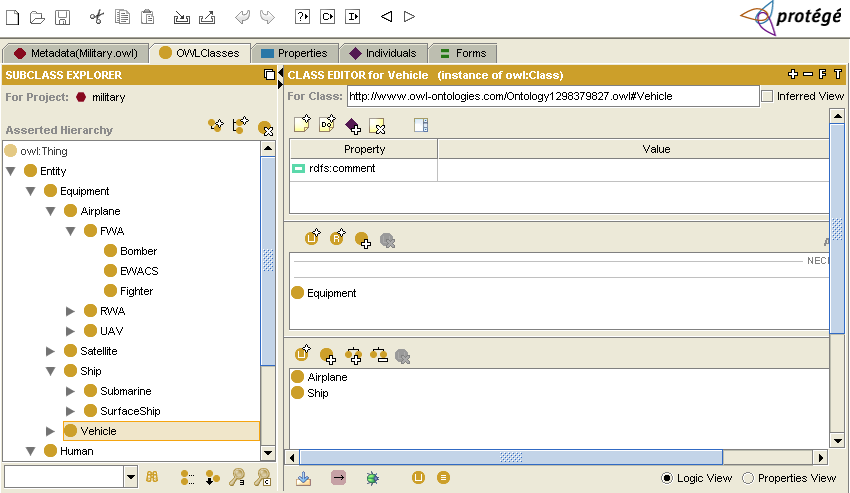 protégé
Metadata(Military.owl) OWLClasses Properties Individuals Forms
SUBCLASS EXPLORER
For Project: military
Asserted Hierarchy
owl:Thing
Entity
Equipment
Airplane
FWA
Bomber
EWACS
Fighter
RWA
UAV
Satellite
Ship
Submarine
SurfaceShip
Vehicle
Human
CLASS EDITOR for Vehicle (instance of owl:Class) F T
For Class: http://www.owl-ontologies.com/Ontology1298379827.owl#Vehicle Inferred View
Property Value
rdfs:comment
NECE
Equipment
Airplane
Ship
Logic View Properties View